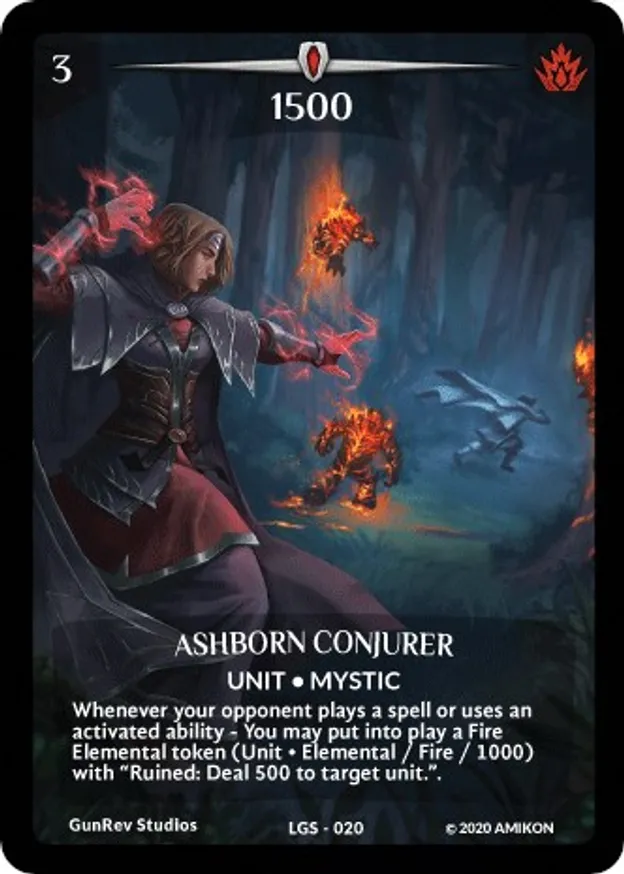 3
1500
ASHBORN CONJURER
UNIT • MYSTIC
Whenever your opponent plays a spell or uses an
activated ability - You may put into play a Fire
Elemental token (Unit • Elemental / Fire / 1000)
with “Ruined: Deal 500 to target unit.”.
GunRev Studios
LGS - 020
© 2020 AMIKON